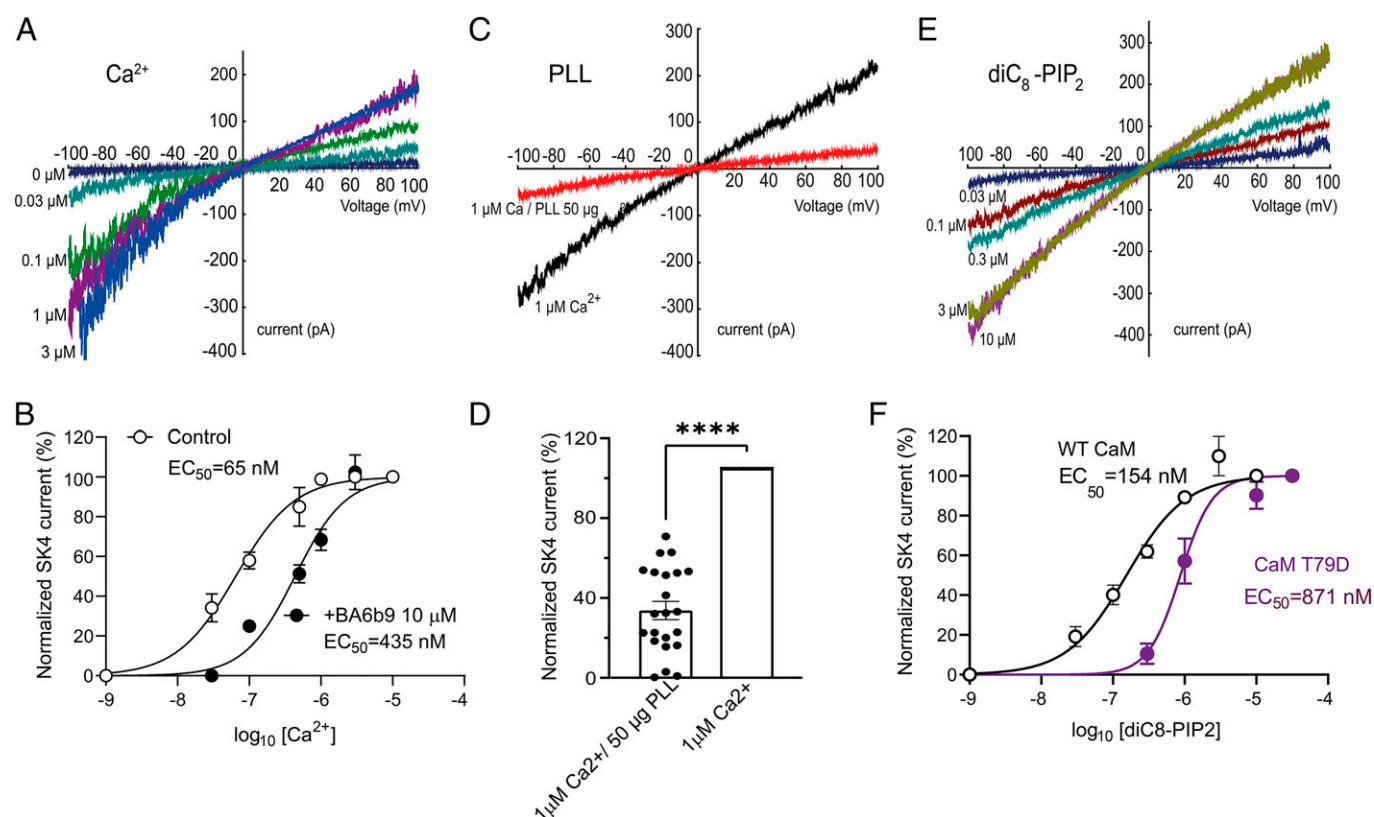 A
Ca²⁺
200
100
-100 -80 -60 -40 -20 0
0 µM
0.03 µM
0.1 µM
1 µM
3 µM
20 40 60 80 100
Voltage (mV)
-100
-200
-300
-400
current (pA)
C
PLL
300
200
100
-100 -80 -60 -40 -20 0
0
20 40 60 80 100
Voltage (mV)
1 µM Ca / PLL 50 µg
-100
-200
-300
-400
1 µM Ca²⁺
current (pA)
E
diC₈-PIP₂
300
200
100
-100 -80 -60 -40 -20 0
0
20 40 60 80 100
Voltage (mV)
0.03 µM
0.1 µM
0.3 µM
3 µM
10 µM
-100
-200
-300
-400
current (pA)
B
Normalized SK4 current (%)
120
100
80
60
40
20
0
Control
EC₅₀=65 nM
+BA6b9 10 µM
EC₅₀=435 nM
-9 -8 -7 -6 -5 -4
log₁₀ [Ca²⁺]
D
Normalized SK4 current (%)
120
80
40
0
****
1µM Ca2+/ 50 µg PLL
1µM Ca2+
F
Normalized SK4 current (%)
120
100
80
60
40
20
0
WT CaM
EC₅₀=154 nM
CaM T79D
EC₅₀=871 nM
-9 -8 -7 -6 -5 -4
log₁₀ [diC8-PIP2]